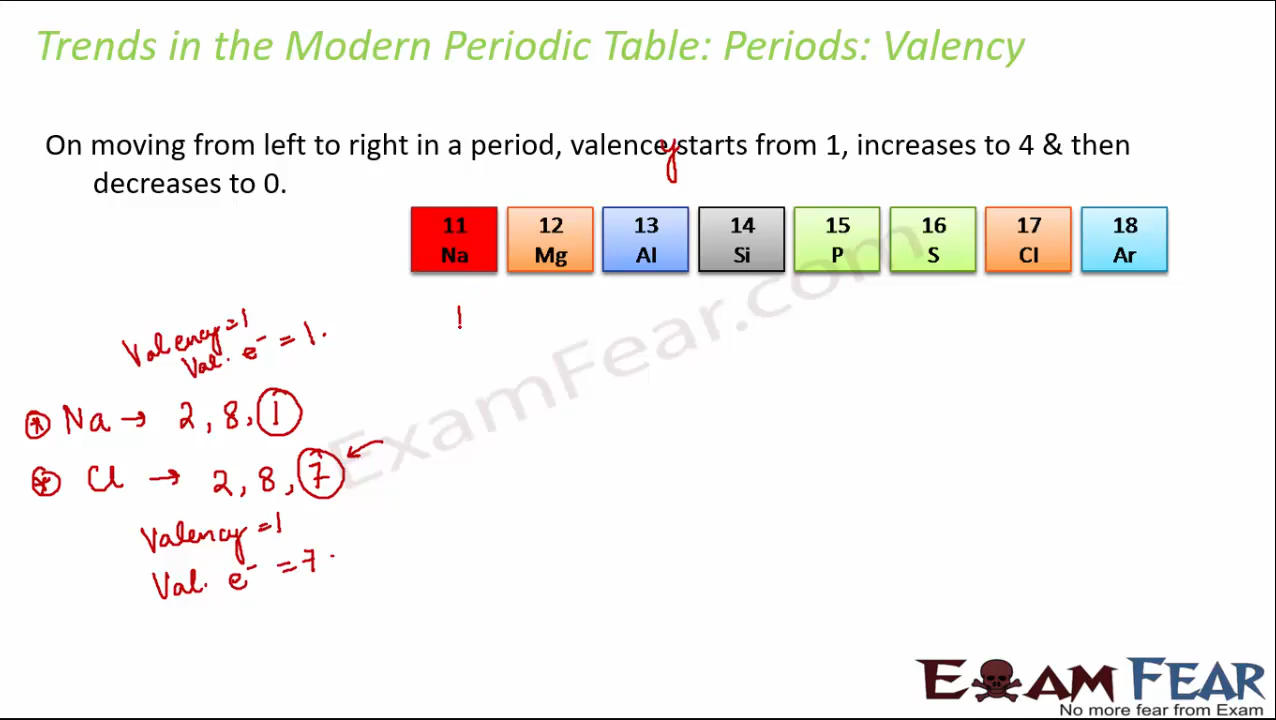 Trends in the Modern Periodic Table: Periods: Valency
On moving from left to right in a period, valencey starts from 1, increases to 4 & then
decreases to 0.
11 12 13 14 15 16 17 18
Na Mg Al Si P S Cl Ar
1
Valency = 1
Val. e⁻ = 1.
Na → 2, 8, 1
Cl → 2, 8, 7
Valency = 1
Val. e⁻ = 7.
ExamFear.com
EXAM FEAR
No more fear from Exam